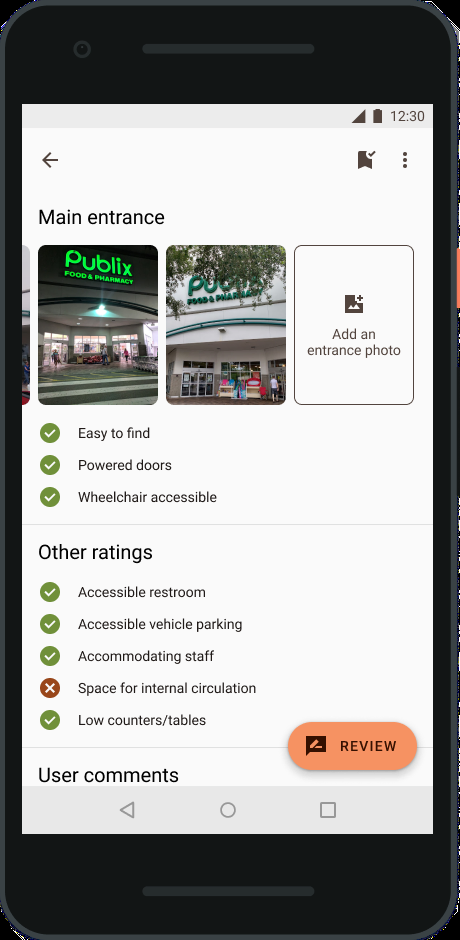 12:30
Main entrance
Publix
FOOD & PHARMACY
Publix
FOOD & PHARMACY
Add an
entrance photo
Easy to find
Powered doors
Wheelchair accessible
Other ratings
Accessible restroom
Accessible vehicle parking
Accommodating staff
Space for internal circulation
Low counters/tables
REVIEW
User comments